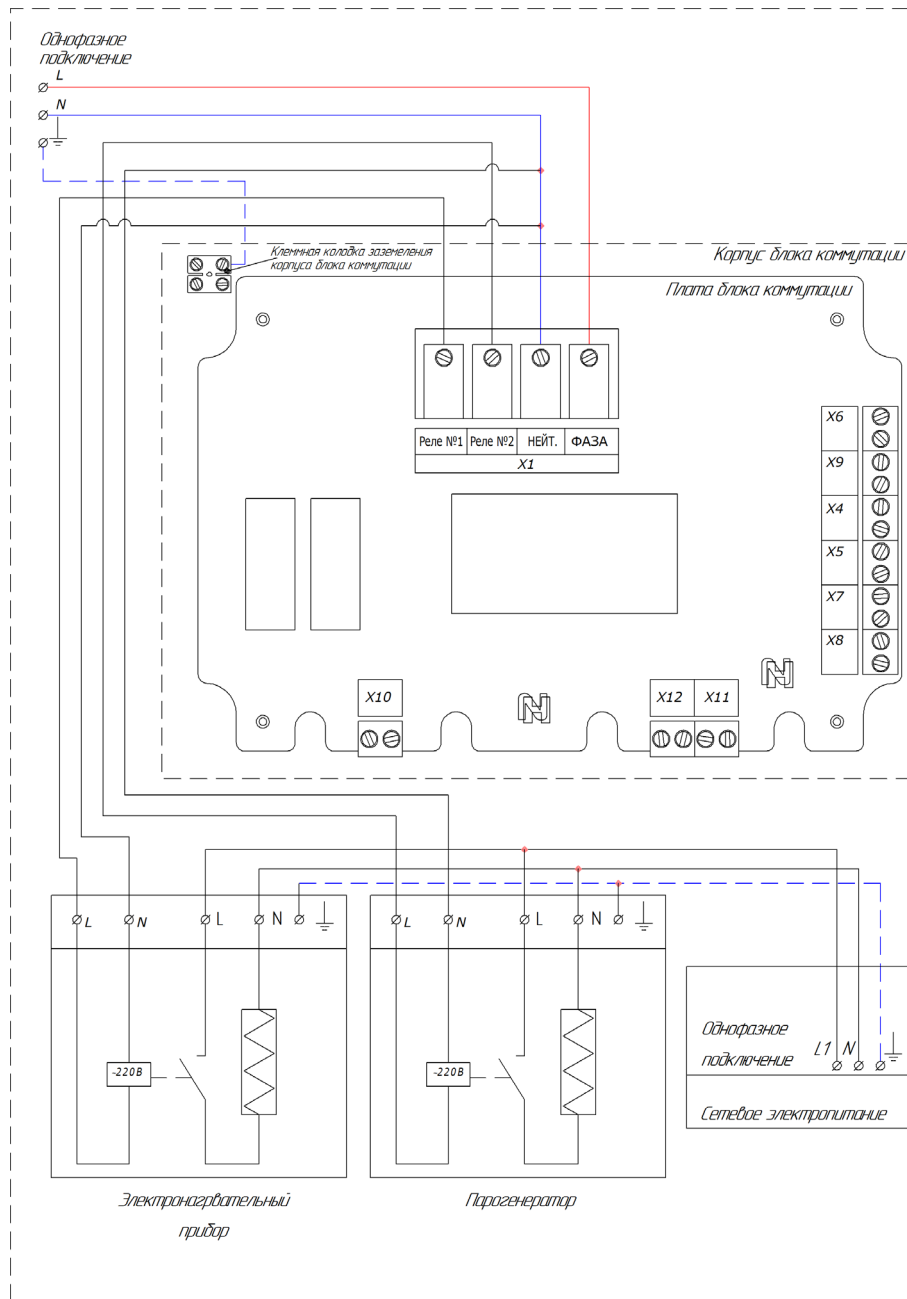 Однофазное
подключение
L
N
Клеммная колодка заземеления
корпуса блока коммутации
Корпус блока коммутации
Плата блока коммутации
Реле №1 Реле №2 НЕЙТ. ФАЗА
X1
X6
X9
X4
X5
X7
X8
X10
X12 X11
L N L N
L N L N
-220В
-220В
Однофазное
подключение
L1 N
Сетевое электропитание
Электронагрвательный
прибор
Парогенератор